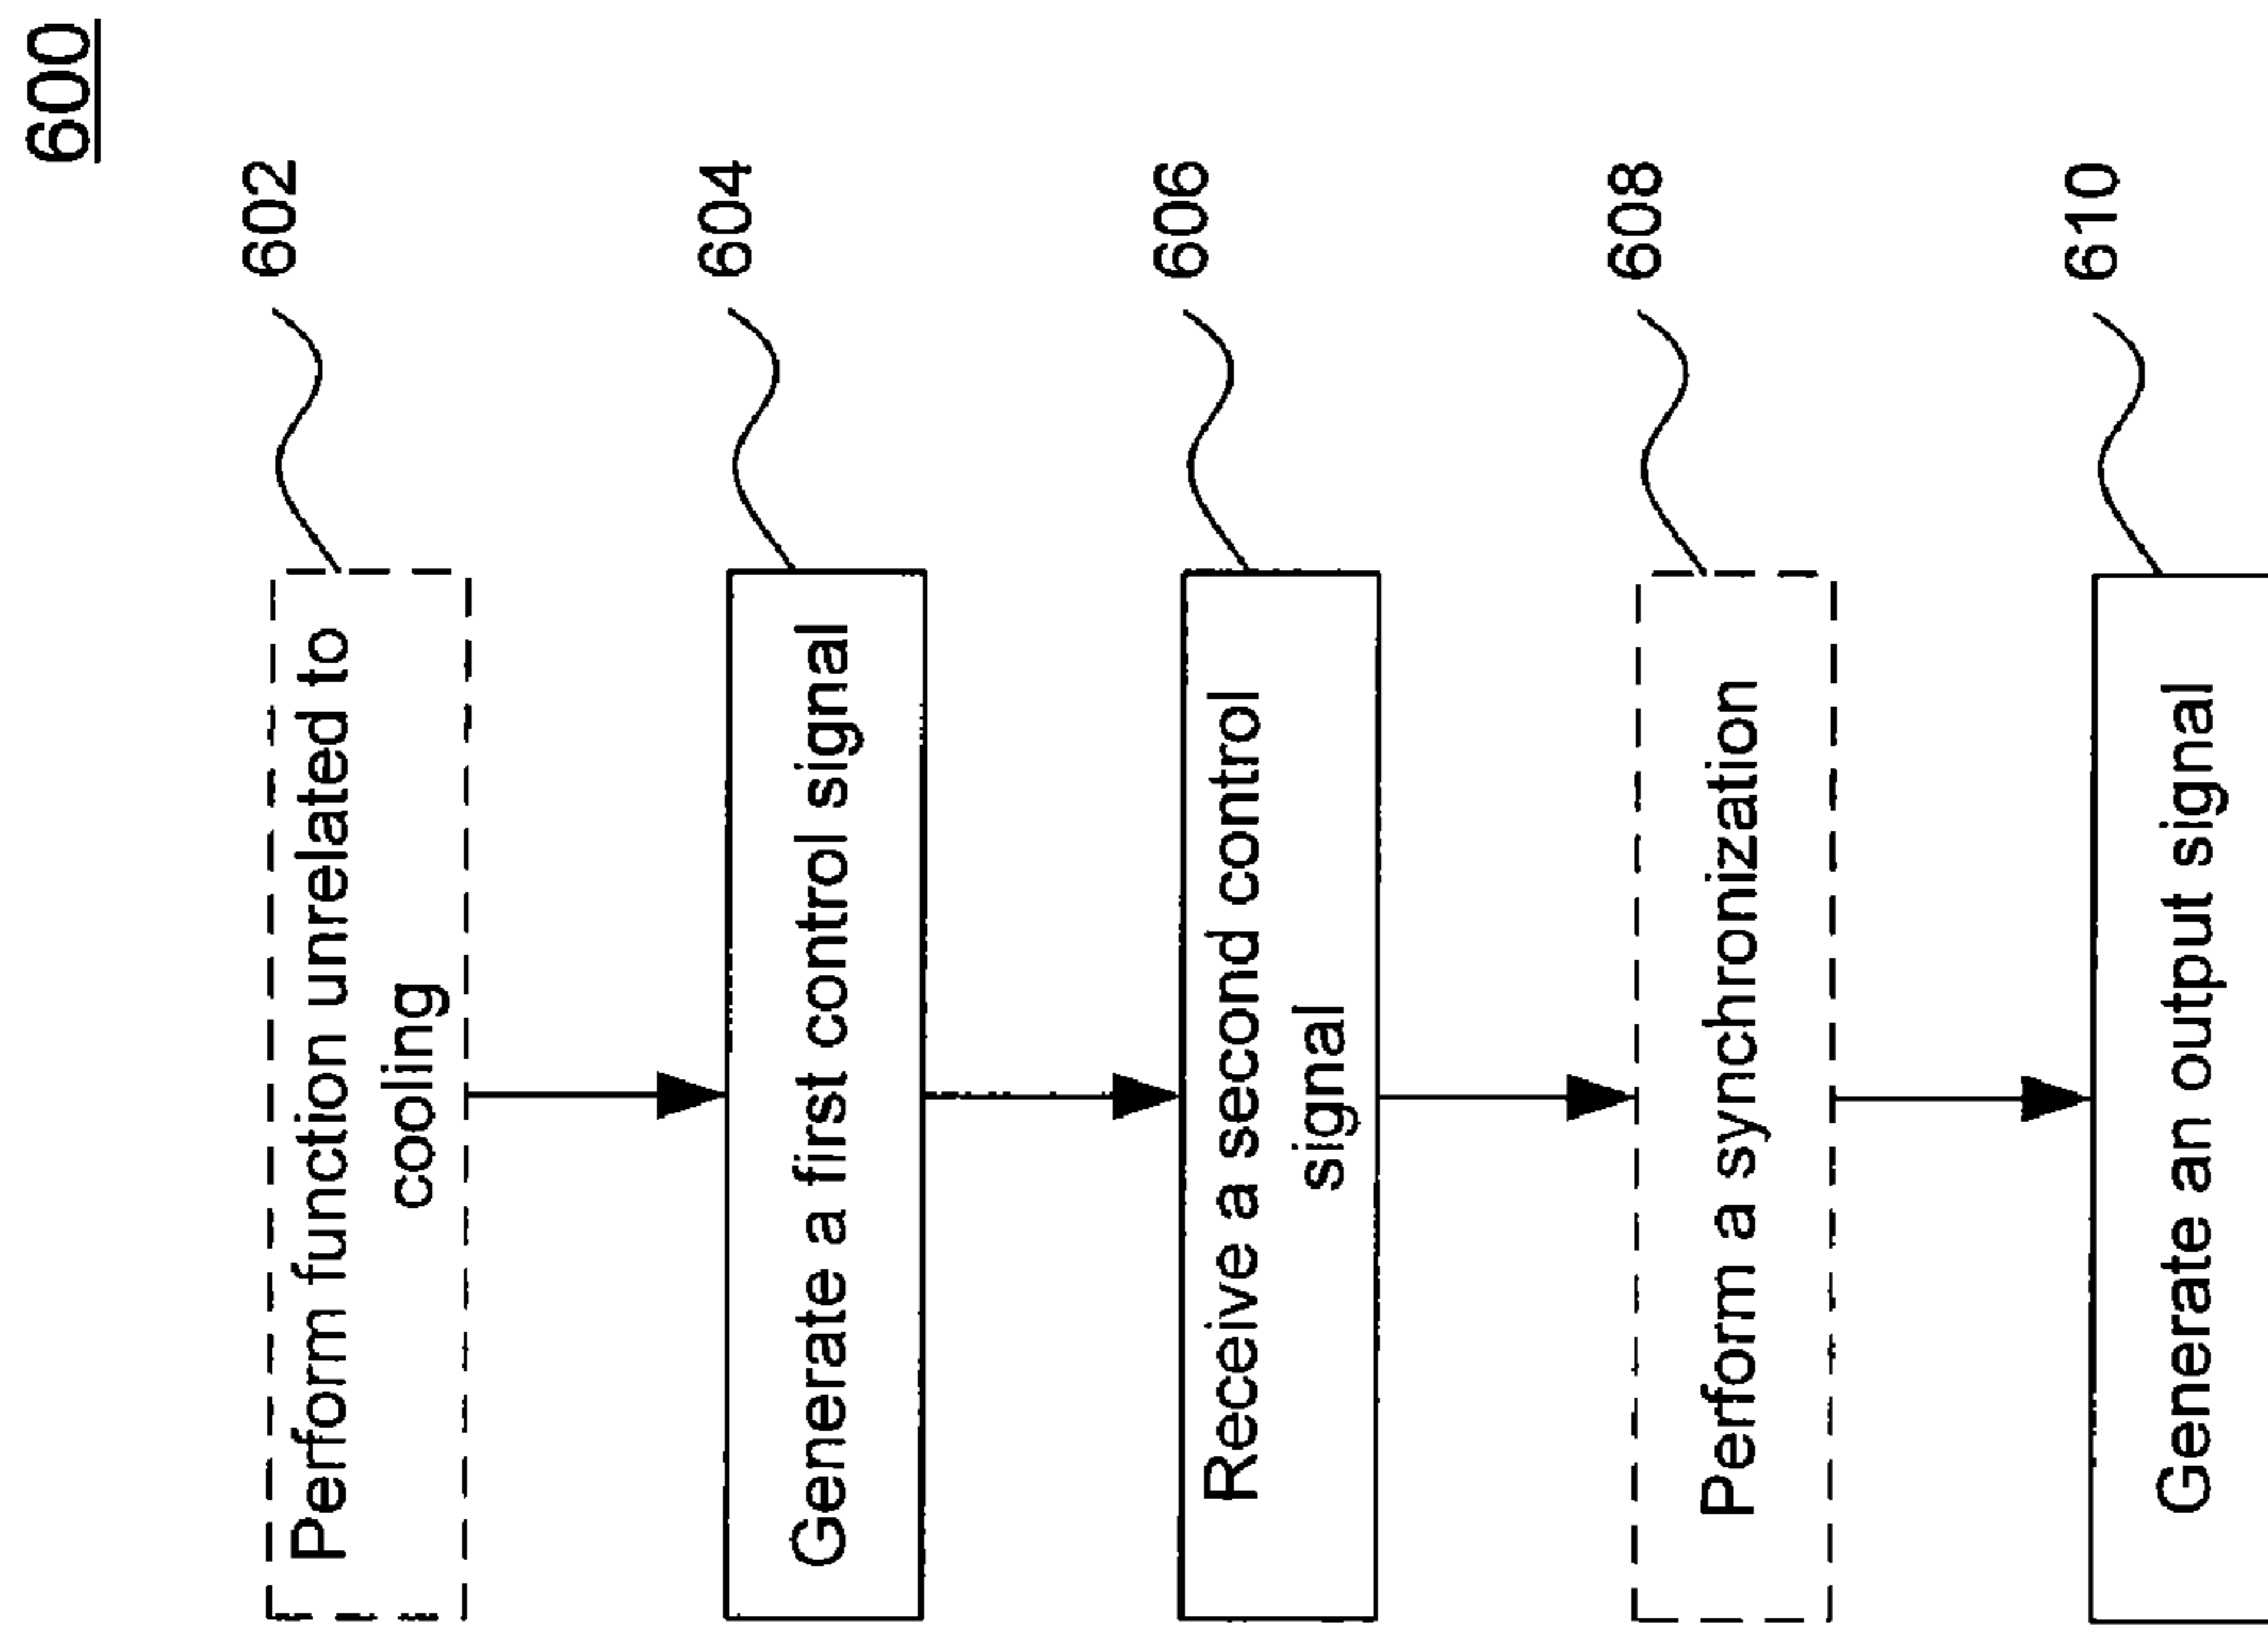 600
602
Perform function unrelated to
cooling
604
Generate a first control signal
606
Receive a second control
signal
608
Perform a synchronization
610
Generate an output signal